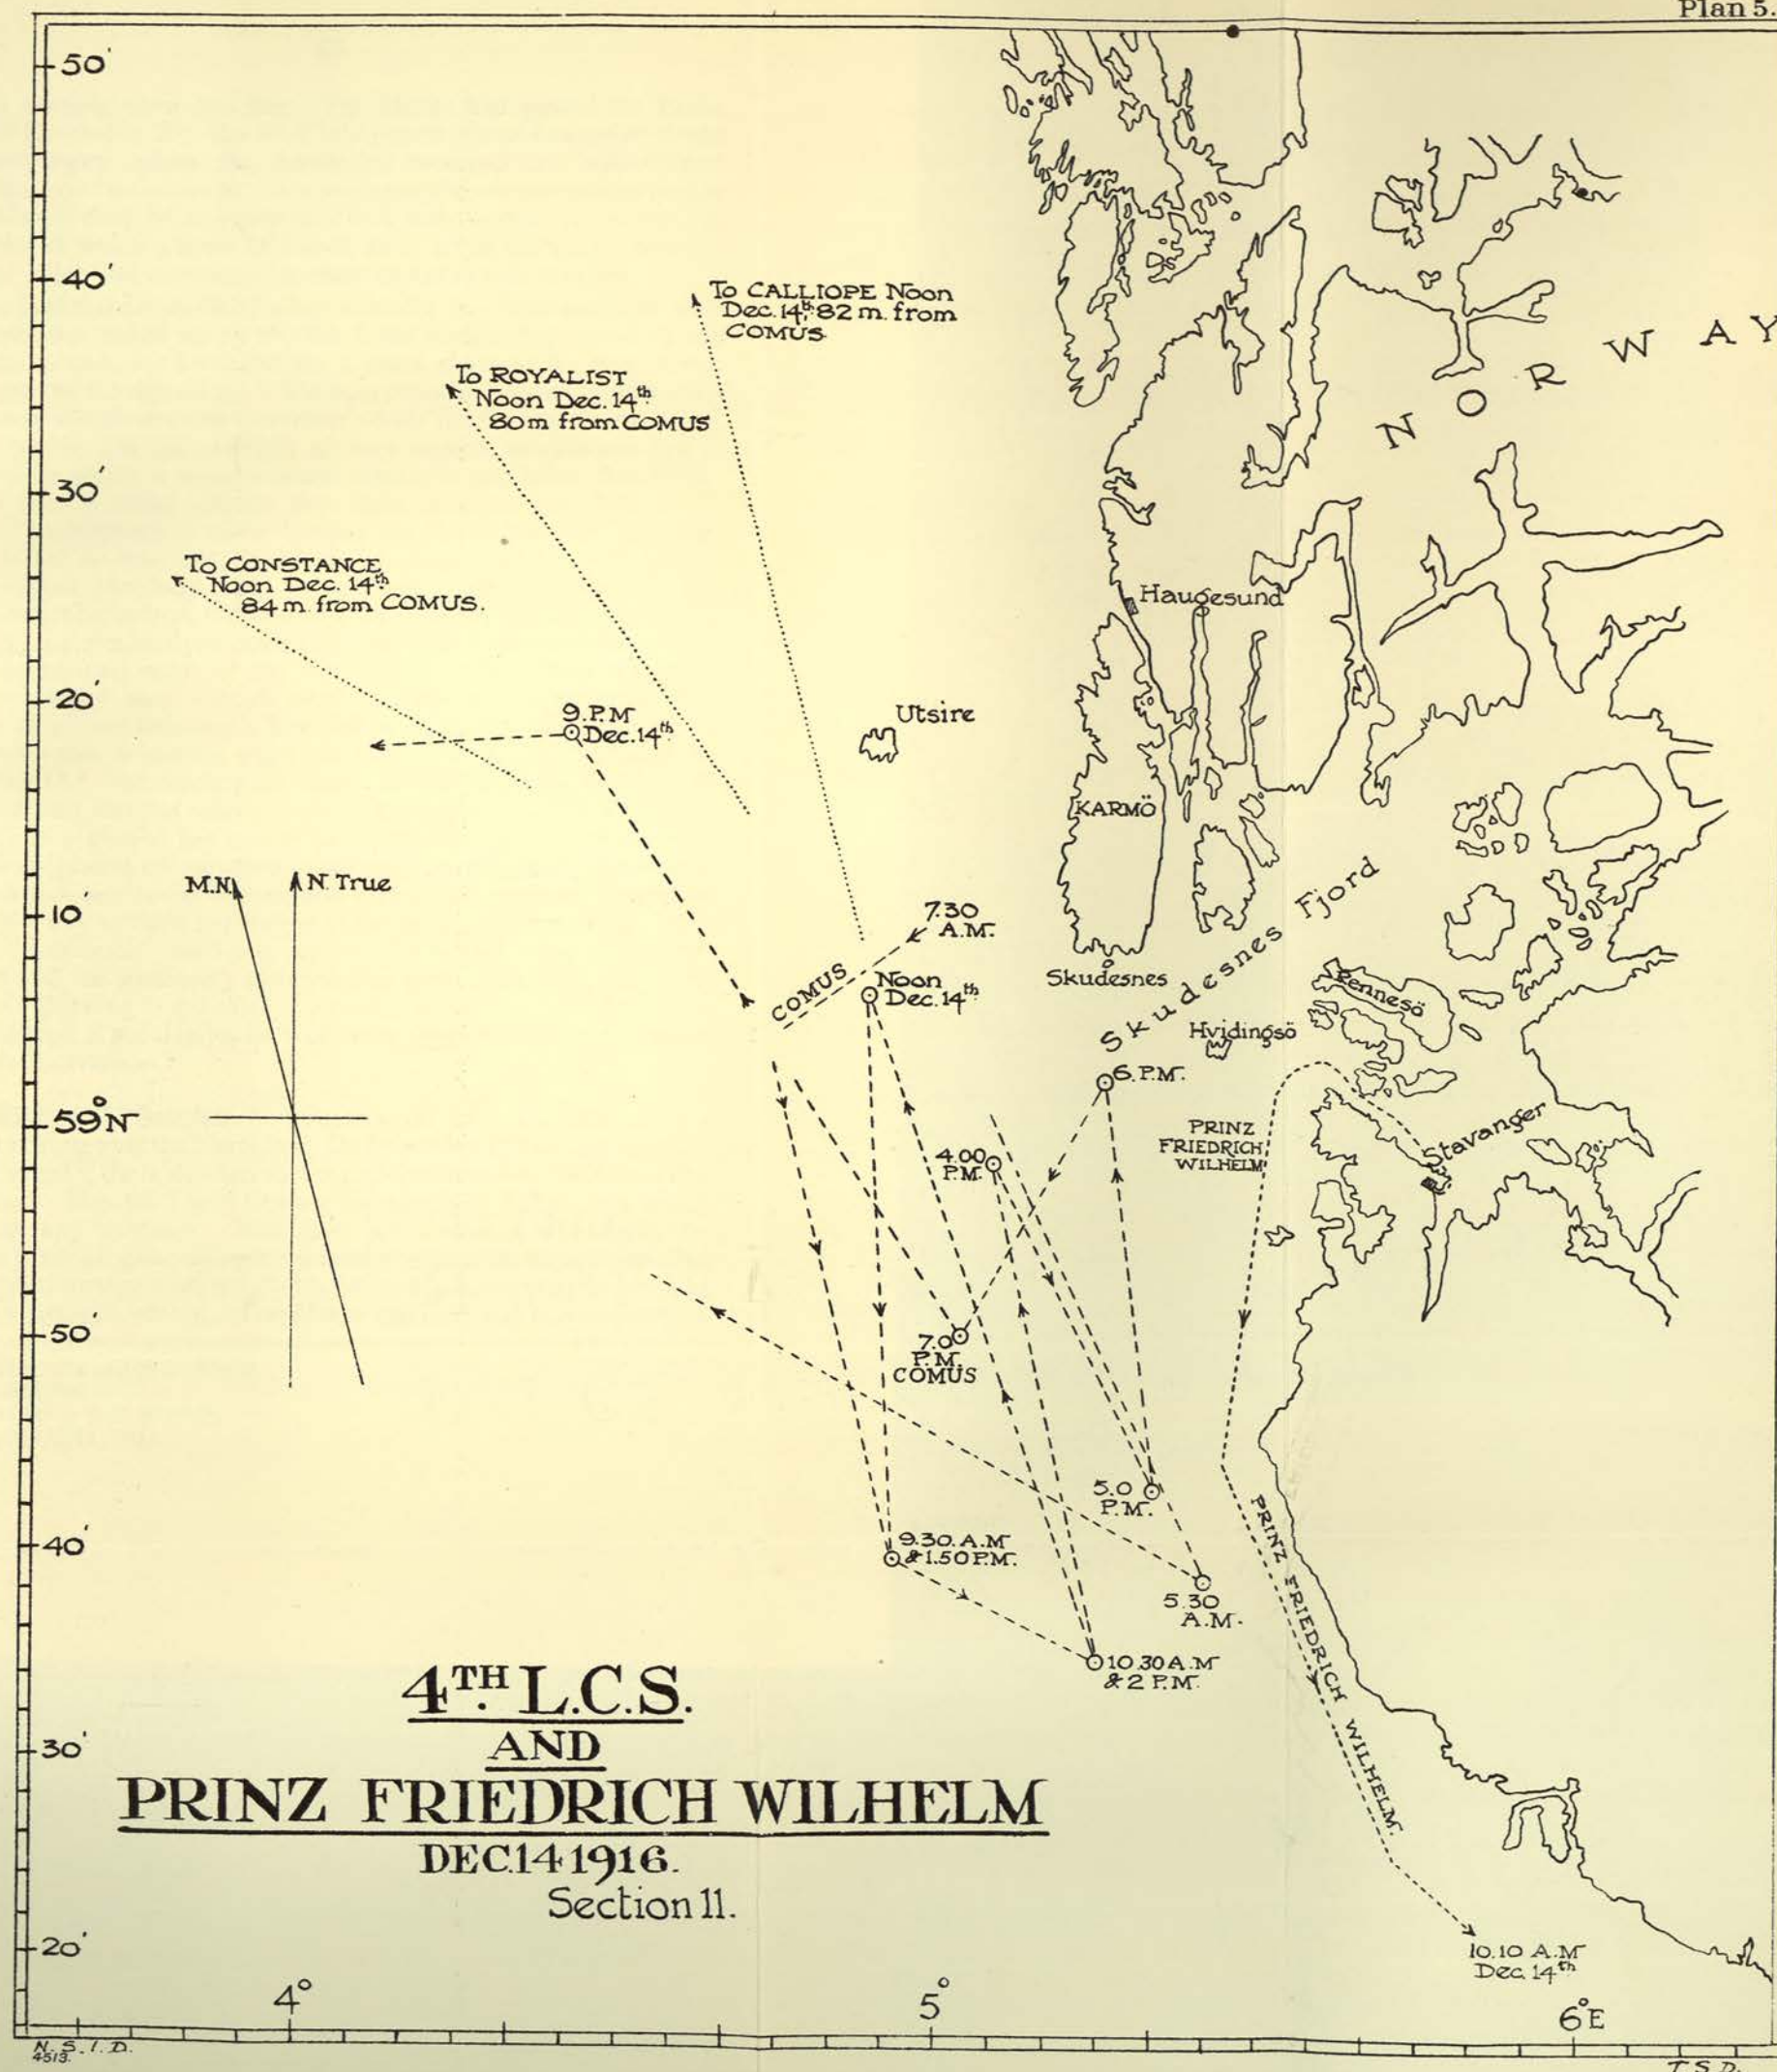 Plan 5.
50'
40'
30'
20'
10'
59°N
50'
40'
30'
20'
To CALLIOPE Noon
Dec. 14th 82 m. from
COMUS
To ROYALIST
Noon Dec. 14th
80m from COMUS
To CONSTANCE
Noon Dec. 14th
84 m. from COMUS.
NORWAY
Haugesund
9.P.M
Dec. 14th
Utsire
KARMÖ
M.N.
N. True
7.30
A.M.
COMUS
Noon
Dec. 14th
Skudesnes
Skudesnes Fjord
Rennesö
Hvidingsö
6.P.M.
PRINZ
FRIEDRICH
WILHELM
Stavanger
4.00
P.M.
7.0
P.M.
COMUS
5.0
P.M.
9.30.A.M
& 1.50 P.M.
5.30
A.M.
10.30 A.M
& 2 P.M.
PRINZ FRIEDRICH WILHELM.
4TH. L.C.S.
AND
PRINZ FRIEDRICH WILHELM
DEC.14 1916.
Section 11.
10.10 A.M
Dec. 14th
4°
5°
6°E
N.S.I.D.
4513.
T.S.D.